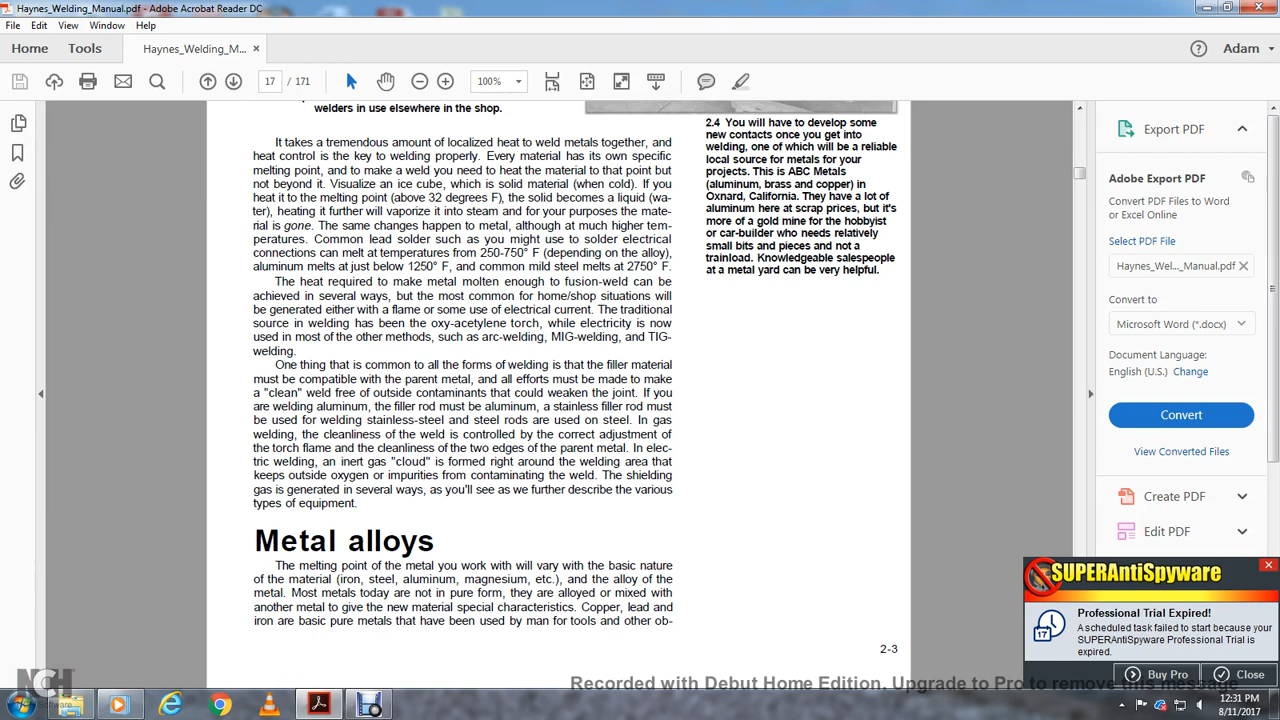 Haynes_Welding_Manual.pdf - Adobe Acrobat Reader DC
File Edit View Window Help
Home Tools Haynes_Welding_M... × Adam
17 / 171 100%
welders in use elsewhere in the shop.
It takes a tremendous amount of localized heat to weld metals together, and
heat control is the key to welding properly. Every material has its own specific
melting point, and to make a weld you need to heat the material to that point but
not beyond it. Visualize an ice cube, which is solid material (when cold). If you
heat it to the melting point (above 32 degrees F), the solid becomes a liquid (wa-
ter), heating it further will vaporize it into steam and for your purposes the mate-
rial is gone. The same changes happen to metal, although at much higher tem-
peratures. Common lead solder such as you might use to solder electrical
connections can melt at temperatures from 250-750° F (depending on the alloy),
aluminum melts at just below 1250° F, and common mild steel melts at 2750° F.
The heat required to make metal molten enough to fusion-weld can be
achieved in several ways, but the most common for home/shop situations will
be generated either with a flame or some use of electrical current. The traditional
source in welding has been the oxy-acetylene torch, while electricity is now
used in most of the other methods, such as arc-welding, MIG-welding, and TIG-
welding.
One thing that is common to all the forms of welding is that the filler material
must be compatible with the parent metal, and all efforts must be made to make
a "clean" weld free of outside contaminants that could weaken the joint. If you
are welding aluminum, the filler rod must be aluminum, a stainless filler rod must
be used for welding stainless-steel and steel rods are used on steel. In gas
welding, the cleanliness of the weld is controlled by the correct adjustment of
the torch flame and the cleanliness of the two edges of the parent metal. In elec-
tric welding, an inert gas "cloud" is formed right around the welding area that
keeps outside oxygen or impurities from contaminating the weld. The shielding
gas is generated in several ways, as you'll see as we further describe the various
types of equipment.
Metal alloys
The melting point of the metal you work with will vary with the basic nature
of the material (iron, steel, aluminum, magnesium, etc.), and the alloy of the
metal. Most metals today are not in pure form, they are alloyed or mixed with
another metal to give the new material special characteristics. Copper, lead and
iron are basic pure metals that have been used by man for tools and other ob-
2.4 You will have to develop some
new contacts once you get into
welding, one of which will be a reliable
local source for metals for your
projects. This is ABC Metals
(aluminum, brass and copper) in
Oxnard, California. They have a lot of
aluminum here at scrap prices, but it's
more of a gold mine for the hobbyist
or car-builder who needs relatively
small bits and pieces and not a
trainload. Knowledgeable salespeople
at a metal yard can be very helpful.
2-3
Export PDF
Adobe Export PDF
Convert PDF Files to Word
or Excel Online
Select PDF File
Haynes_Wel..._Manual.pdf
Convert to
Microsoft Word (*.docx)
Document Language:
English (U.S.) Change
Convert
View Converted Files
Create PDF
Edit PDF
SUPERAntiSpyware
Professional Trial Expired!
A scheduled task failed to start because your
SUPERAntiSpyware Professional Trial is
expired.
17
Buy Pro Close
NCH
Software
Recorded with Debut Home Edition. Upgrade to Pro to remove this message
12:31 PM
8/11/2017